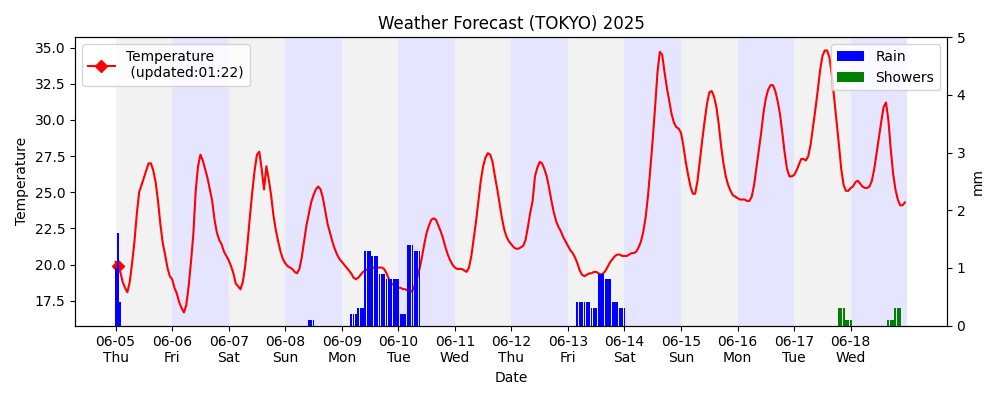 Weather Forecast (TOKYO) 2025
Temperature
(updated:01:22)
Rain
Showers
Temperature
35.0
32.5
30.0
27.5
25.0
22.5
20.0
17.5
5
4
3
2
1
0
mm
06-05 06-06 06-07 06-08 06-09 06-10 06-11 06-12 06-13 06-14 06-15 06-16 06-17 06-18
Thu Fri Sat Sun Mon Tue Wed Thu Fri Sat Sun Mon Tue Wed
Date